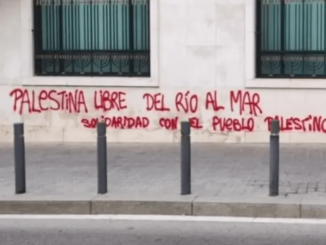 PALESTINA LIBRE DEL RÍO AL MAR
SOLIDARIDAD CON EL PUEBLO PALESTINO